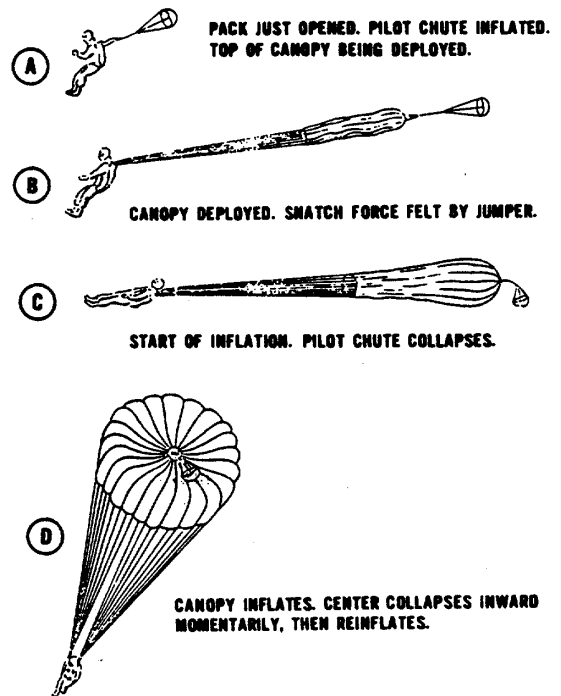 A
PACK JUST OPENED. PILOT CHUTE INFLATED.
TOP OF CANOPY BEING DEPLOYED.
B
CANOPY DEPLOYED. SNATCH FORCE FELT BY JUMPER.
C
START OF INFLATION. PILOT CHUTE COLLAPSES.
D
CANOPY INFLATES. CENTER COLLAPSES INWARD
MOMENTARILY, THEN REINFLATES.